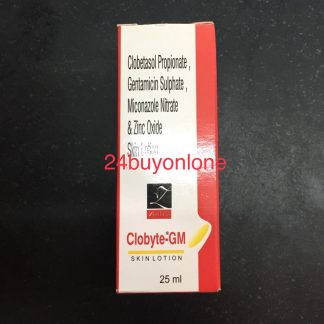 Clobetasol Propionate,
Gentamicin Sulphate,
Miconazole Nitrate
& Zinc Oxide
Skin Lotion
24buyonlone
Clobyte-GM
SKIN LOTION
25 ml